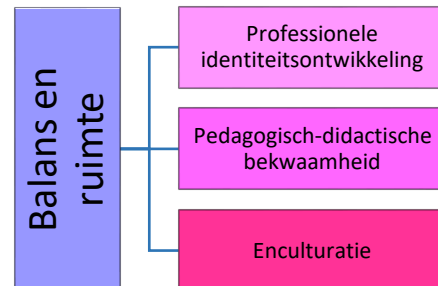 Balans en
ruimte
Professionele
identiteitsontwikkeling
Pedagogisch-didactische
bekwaamheid
Enculturatie